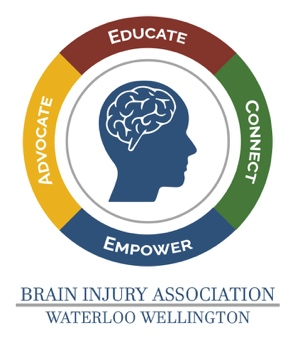 EDUCATE
ADVOCATE
CONNECT
EMPOWER
BRAIN INJURY ASSOCIATION
WATERLOO WELLINGTON